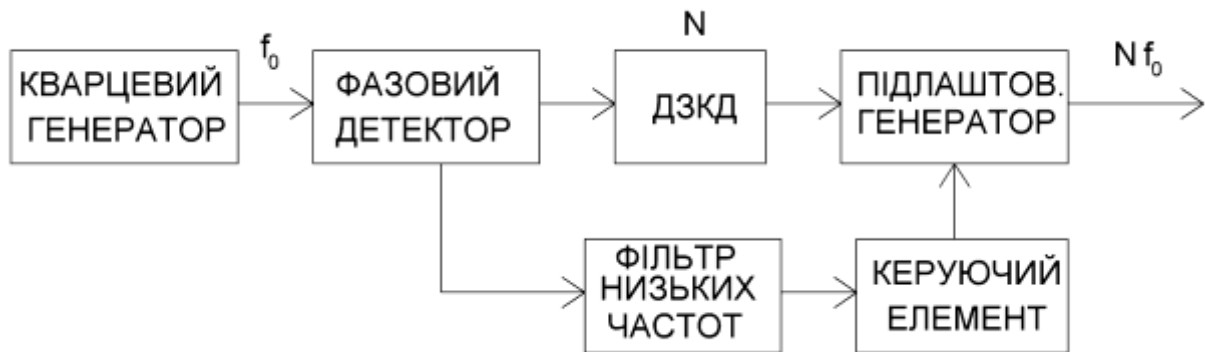 f₀
N
N f₀
КВАРЦЕВИЙ
ГЕНЕРАТОР
ФАЗОВИЙ
ДЕТЕКТОР
ДЗКД
ПІДЛАШТОВ.
ГЕНЕРАТОР
ФІЛЬТР
НИЗЬКИХ
ЧАСТОТ
КЕРУЮЧИЙ
ЕЛЕМЕНТ